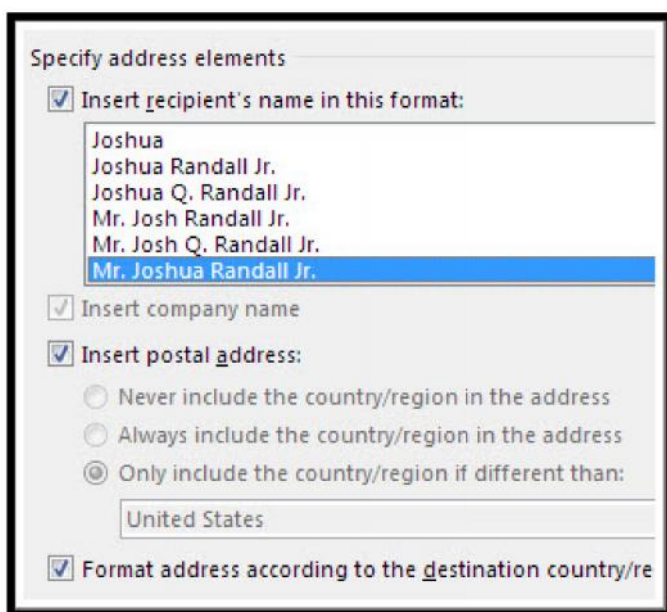 Specify address elements
Insert recipient's name in this format:
Joshua
Joshua Randall Jr.
Joshua Q. Randall Jr.
Mr. Josh Randall Jr.
Mr. Josh Q. Randall Jr.
Mr. Joshua Randall Jr.
Insert company name
Insert postal address:
Never include the country/region in the address
Always include the country/region in the address
Only include the country/region if different than:
United States
Format address according to the destination country/re